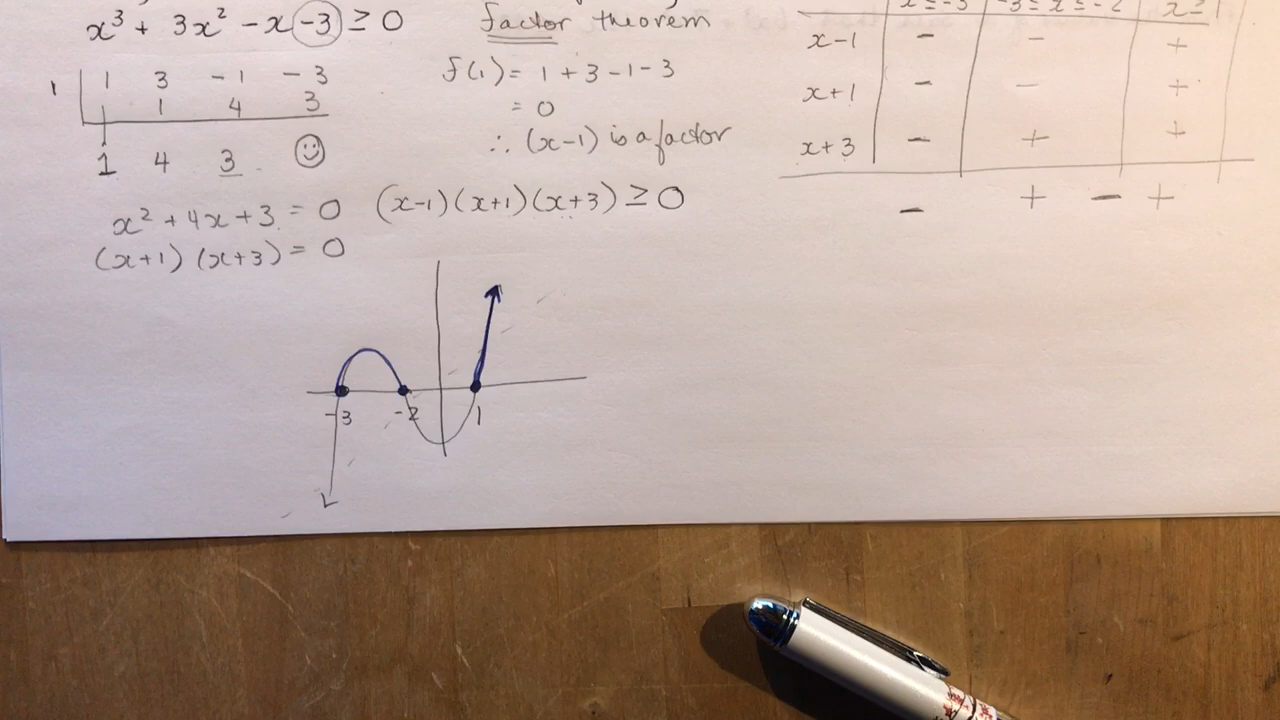 x³ + 3x² - x - 3 ≥ 0
1 | 1 3 -1 -3
1 1 4 3
1 4 3
x² + 4x + 3 = 0
(x+1) (x+3) = 0
factor theorem
f(1) = 1 + 3 - 1 - 3
= 0
∴ (x-1) is a factor
(x-1) (x+1) (x+3) ≥ 0
-3 -2 1
x-1 - - +
x+1 - - +
x+3 - + +
- + - +